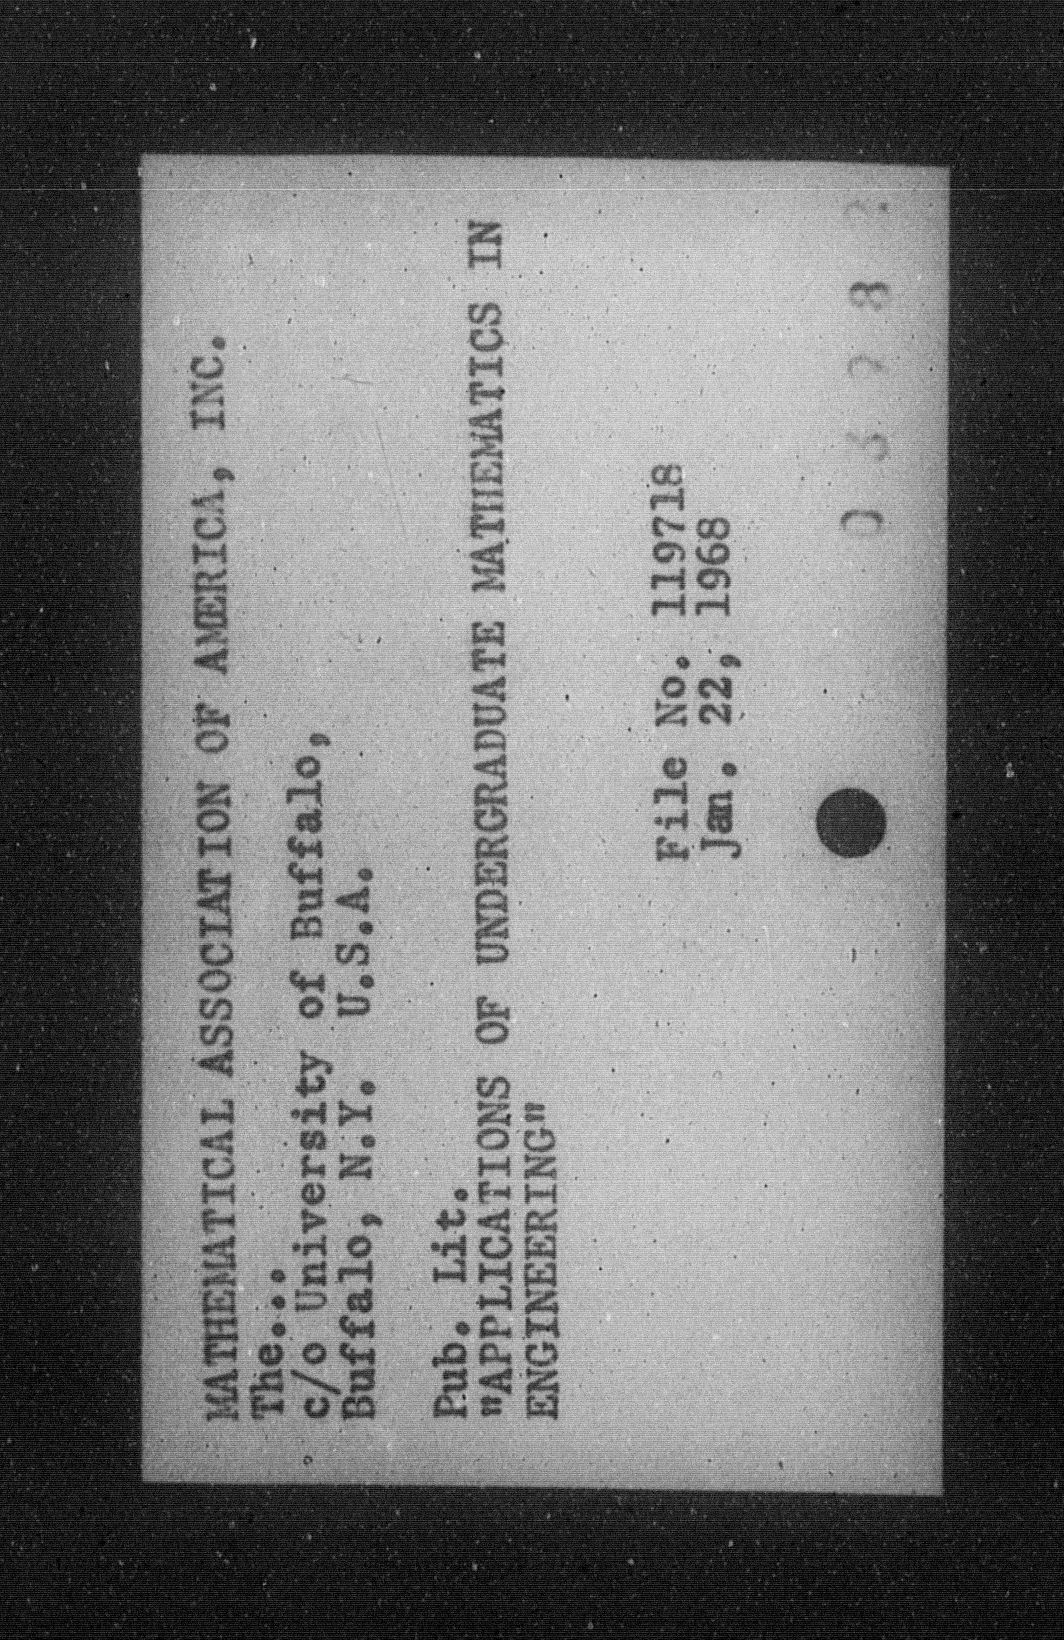 MATHEMATICAL ASSOCIATION OF AMERICA, INC.
The...
c/o University of Buffalo,
Buffalo, N.Y. U.S.A.
Pub. Lit.
"APPLICATIONS OF UNDERGRADUATE MATHEMATICS IN
ENGINEERING"
File No. 119718
Jan. 22, 1968